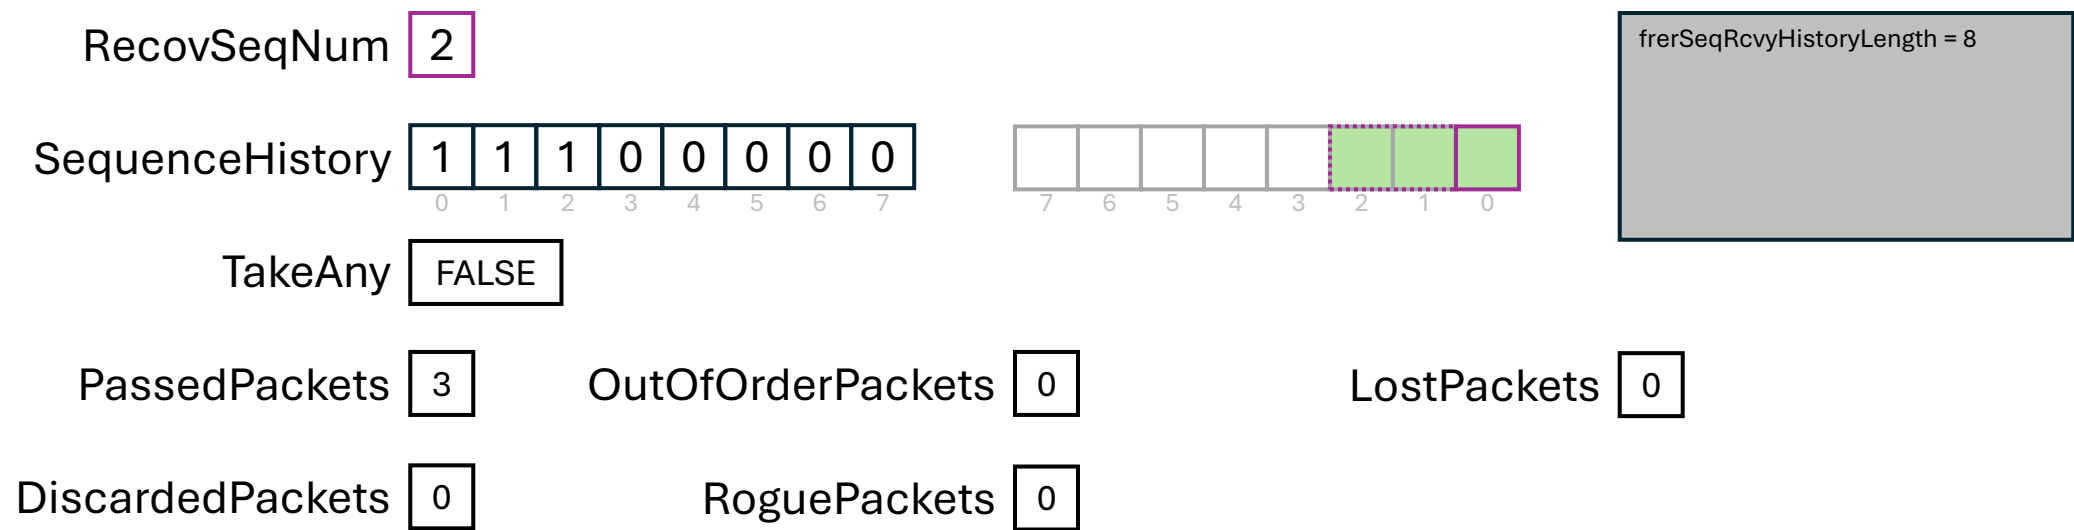 RecovSeqNum 2
frerSeqRcvyHistoryLength = 8
SequenceHistory 1 1 1 0 0 0 0 0
0 1 2 3 4 5 6 7
7 6 5 4 3 2 1 0
TakeAny FALSE
PassedPackets 3
OutOfOrderPackets 0
LostPackets 0
DiscardedPackets 0
RoguePackets 0